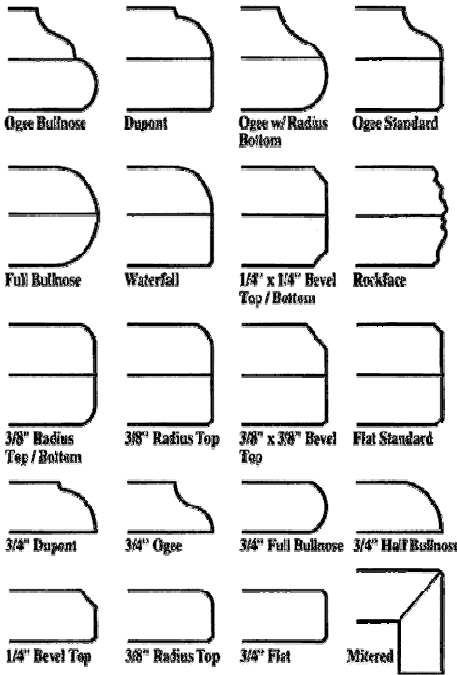 Ogee Bullnose
Dupont
Ogee w/ Radius
Bottom
Ogee Standard
Full Bullnose
Waterfall
1/4" x 1/4" Bevel
Top / Bottom
Rockface
3/8" Radius
Top / Bottom
3/8" Radius Top
3/8" x 3/8" Bevel
Top
Flat Standard
3/4" Dupont
3/4" Ogee
3/4" Full Bullnose
3/4" Half Bullnose
1/4" Bevel Top
3/8" Radius Top
3/4" Flat
Mitered